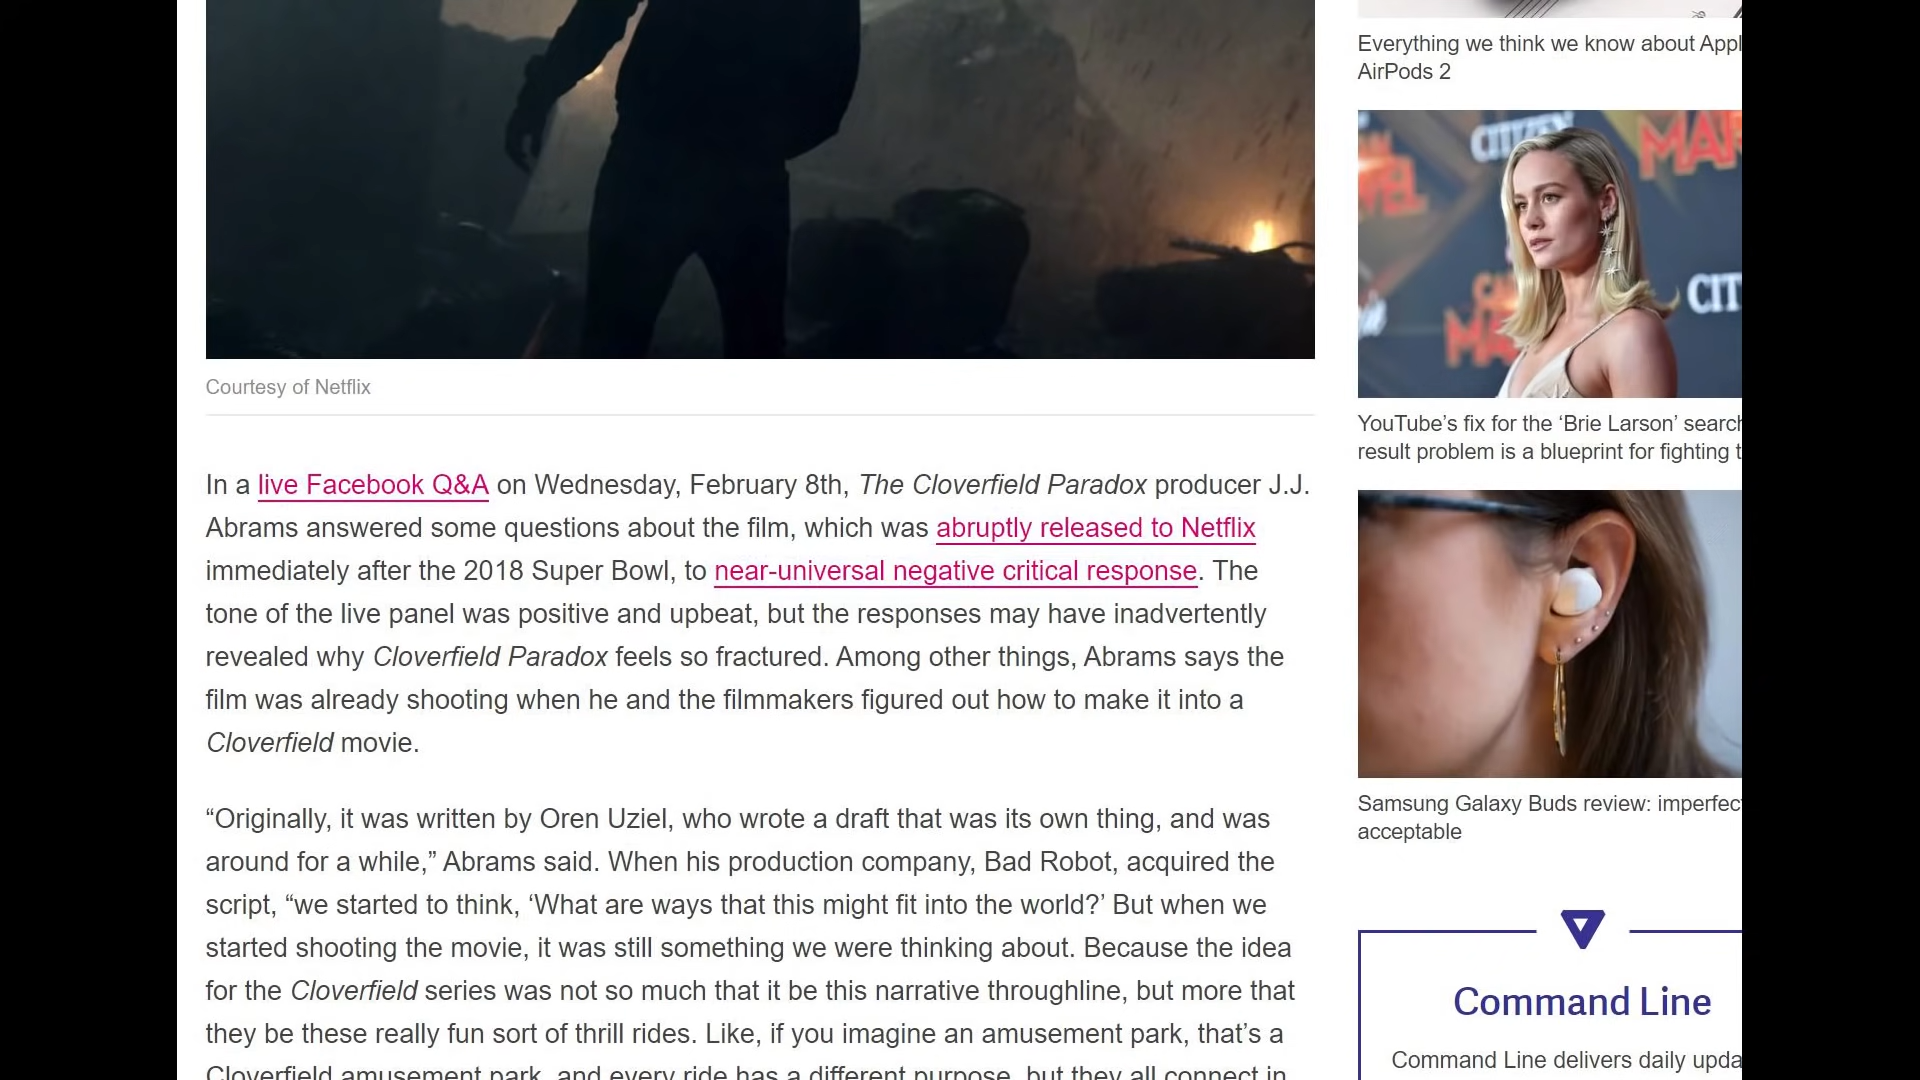 Everything we think we know about Appl
AirPods 2
CITIZEN
MAR
VEL
CIT
YouTube’s fix for the ‘Brie Larson’ search
result problem is a blueprint for fighting t
Courtesy of Netflix
In a live Facebook Q&A on Wednesday, February 8th, The Cloverfield Paradox producer J.J.
Abrams answered some questions about the film, which was abruptly released to Netflix
immediately after the 2018 Super Bowl, to near-universal negative critical response. The
tone of the live panel was positive and upbeat, but the responses may have inadvertently
revealed why Cloverfield Paradox feels so fractured. Among other things, Abrams says the
film was already shooting when he and the filmmakers figured out how to make it into a
Cloverfield movie.
“Originally, it was written by Oren Uziel, who wrote a draft that was its own thing, and was
around for a while,” Abrams said. When his production company, Bad Robot, acquired the
script, “we started to think, ‘What are ways that this might fit into the world?’ But when we
started shooting the movie, it was still something we were thinking about. Because the idea
for the Cloverfield series was not so much that it be this narrative throughline, but more that
they be these really fun sort of thrill rides. Like, if you imagine an amusement park, that’s a
Cloverfield amusement park, and every ride has a different purpose, but they all connect in
Samsung Galaxy Buds review: imperfec
acceptable
Command Line
Command Line delivers daily upda